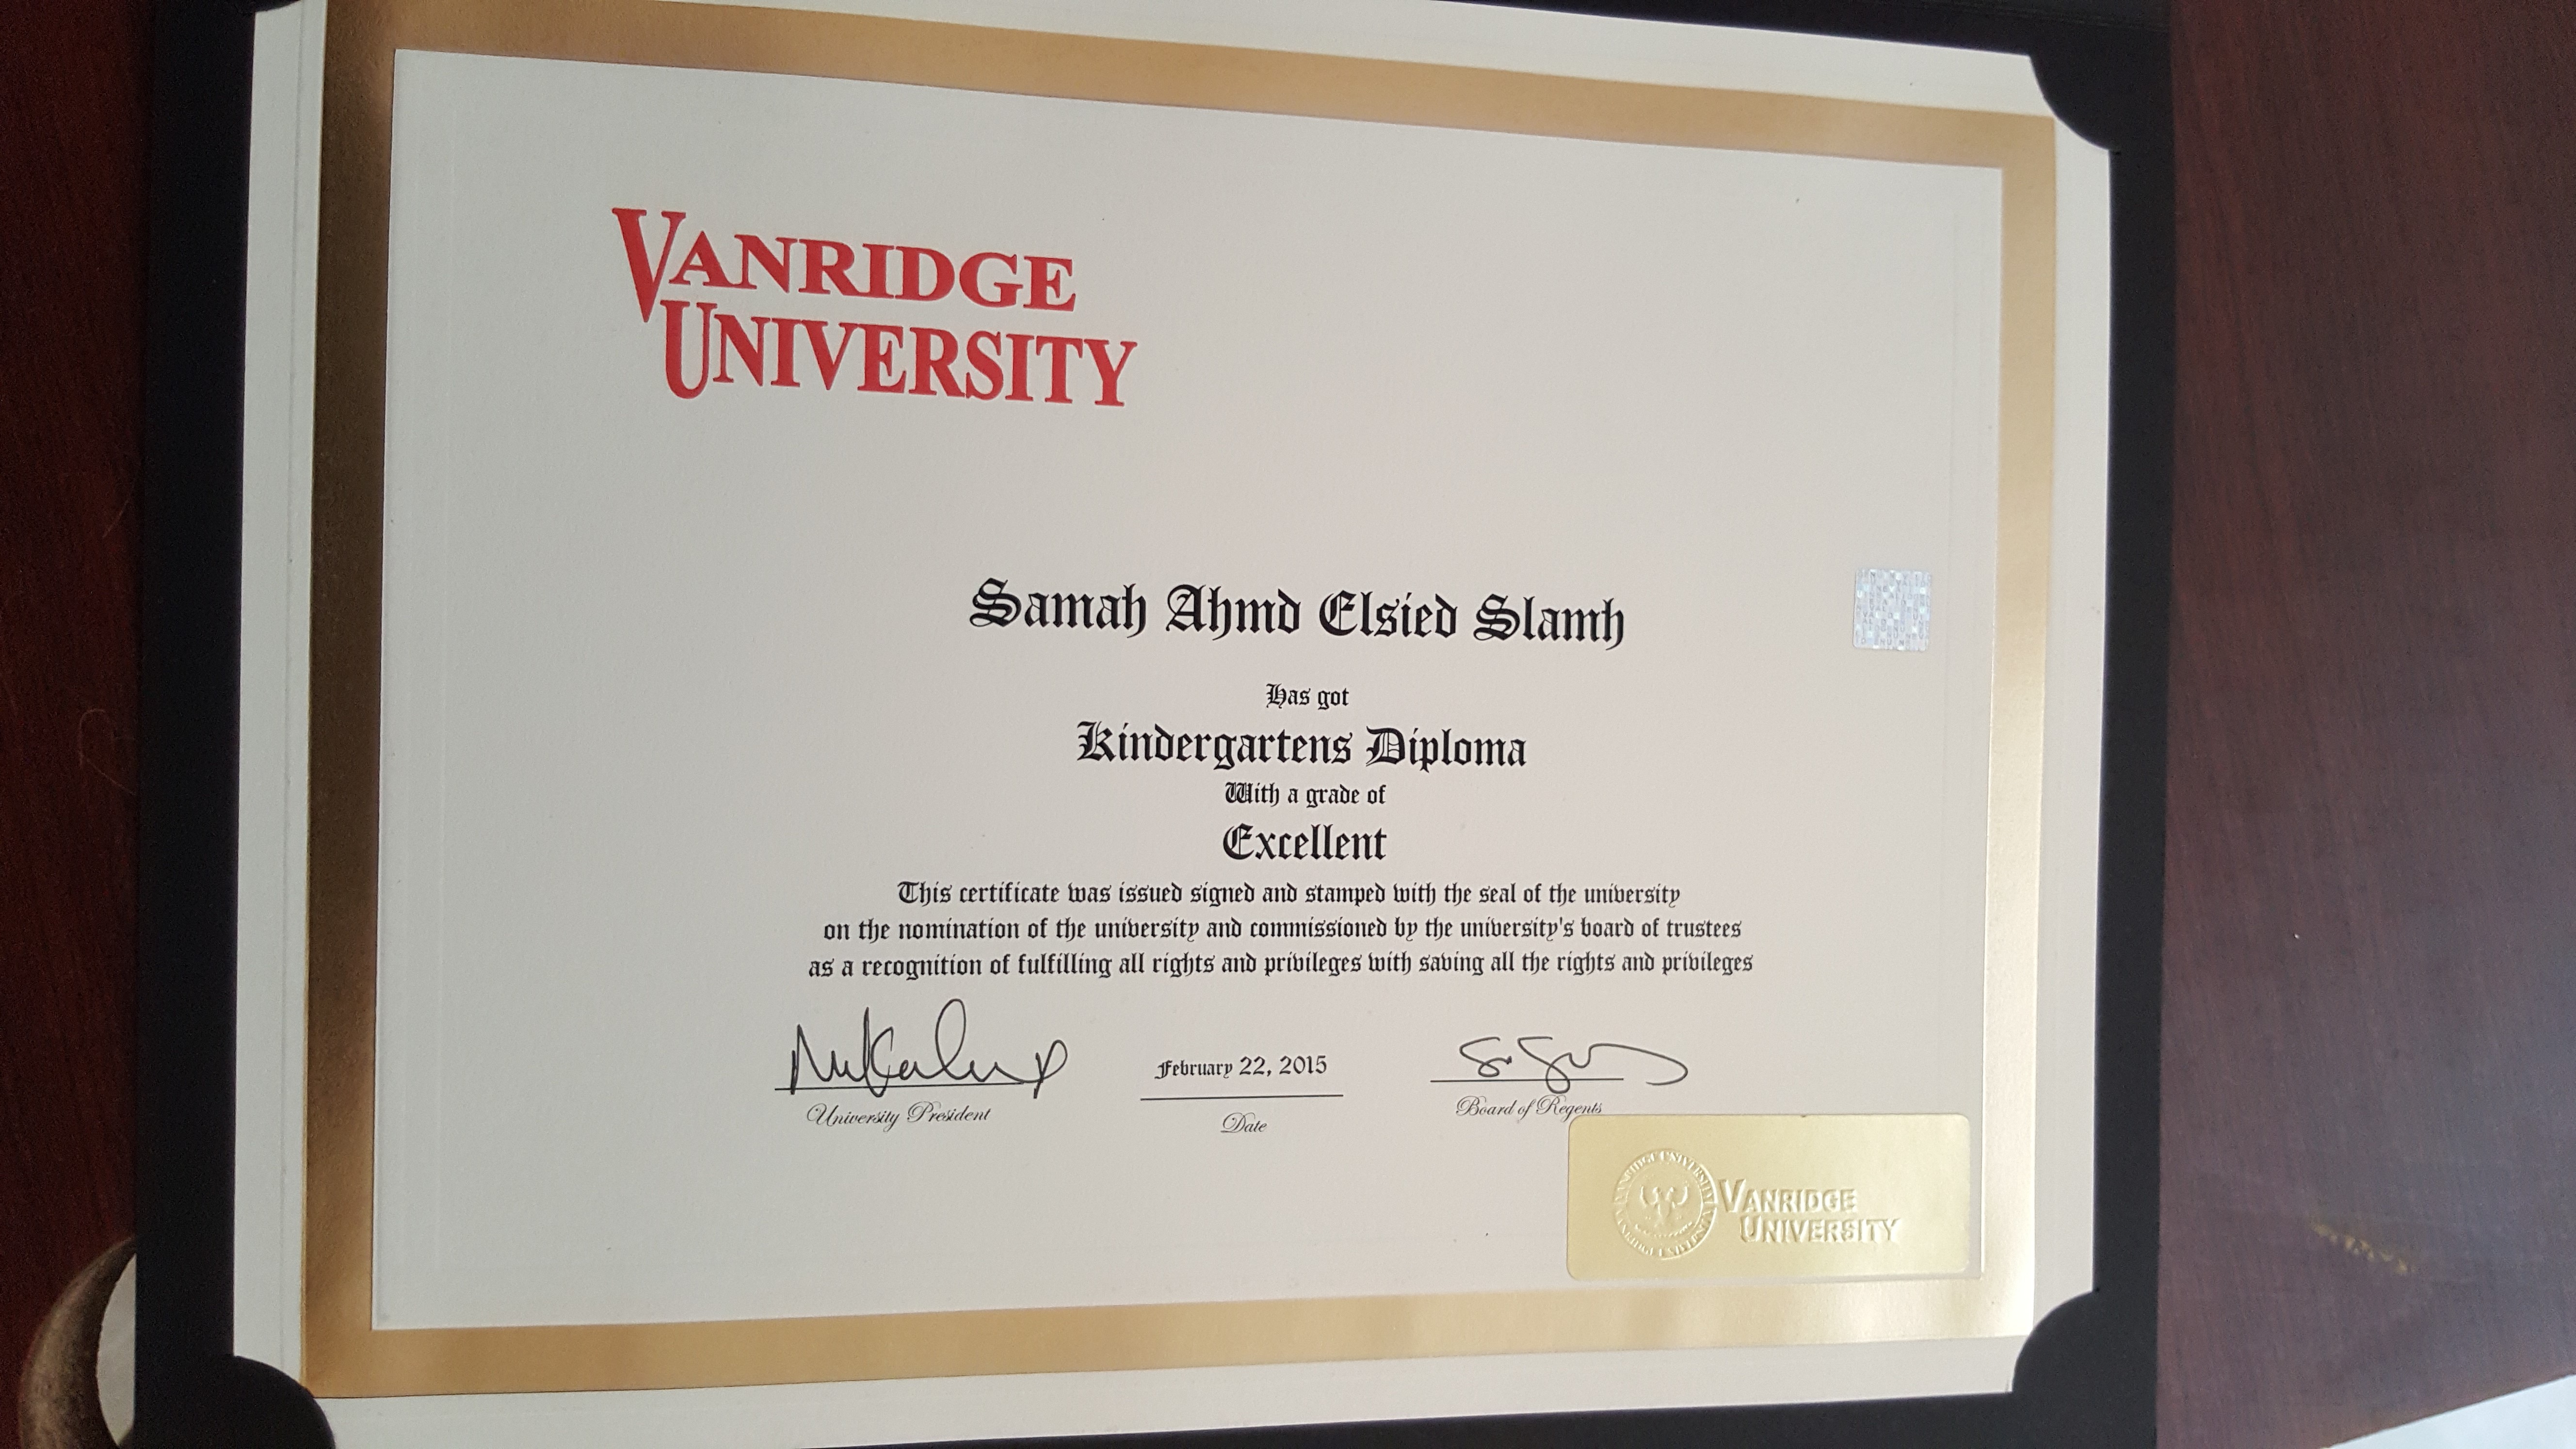 VANRIDGE
UNIVERSITY
Samah Ahmd Elsied Slamh
Has got
Kindergartens Diploma
With a grade of
Excellent
This certificate was issued signed and stamped with the seal of the university
on the nomination of the university and commissioned by the university's board of trustees
as a recognition of fulfilling all rights and privileges with saving all the rights and privileges
February 22, 2015
University President
Date
Board of Regents
VANRIDGE
UNIVERSITY